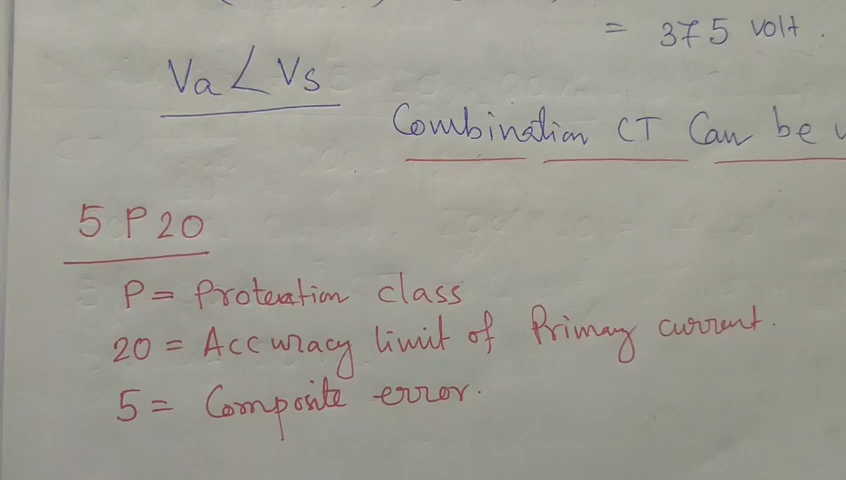 = 375 volt.
Va < Vs
Combination CT Can be
5 P 20
P = Protection class
20 = Accuracy limit of Primary current.
5 = Composite error.